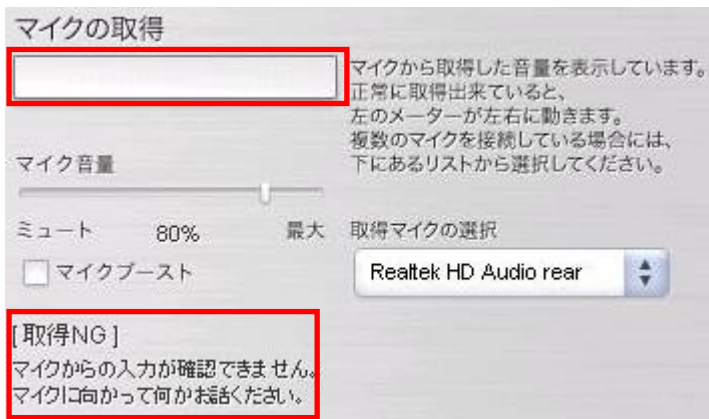 マイクの取得
マイクから取得した音量を表示しています。
正常に取得出来ていると、
左のメーターが左右に動きます。
複数のマイクを接続している場合には、
下にあるリストから選択してください。
マイク音量
ミュート 80% 最大
マイクブースト
取得マイクの選択
Realtek HD Audio rear
[取得NG]
マイクからの入力が確認できません。
マイクに向かって何かお話ください。